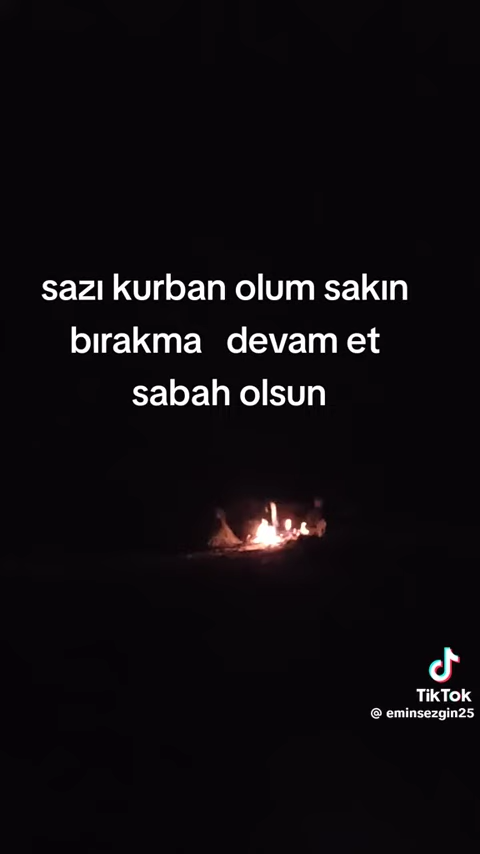 sazı kurban olum sakın
bırakma devam et
sabah olsun
TikTok
@ eminsezgin25